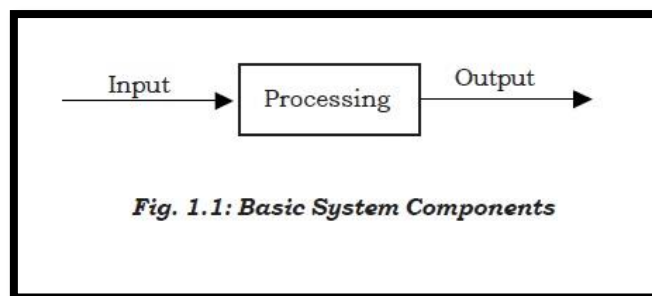 Input
Processing
Output
Fig. 1.1: Basic System Components